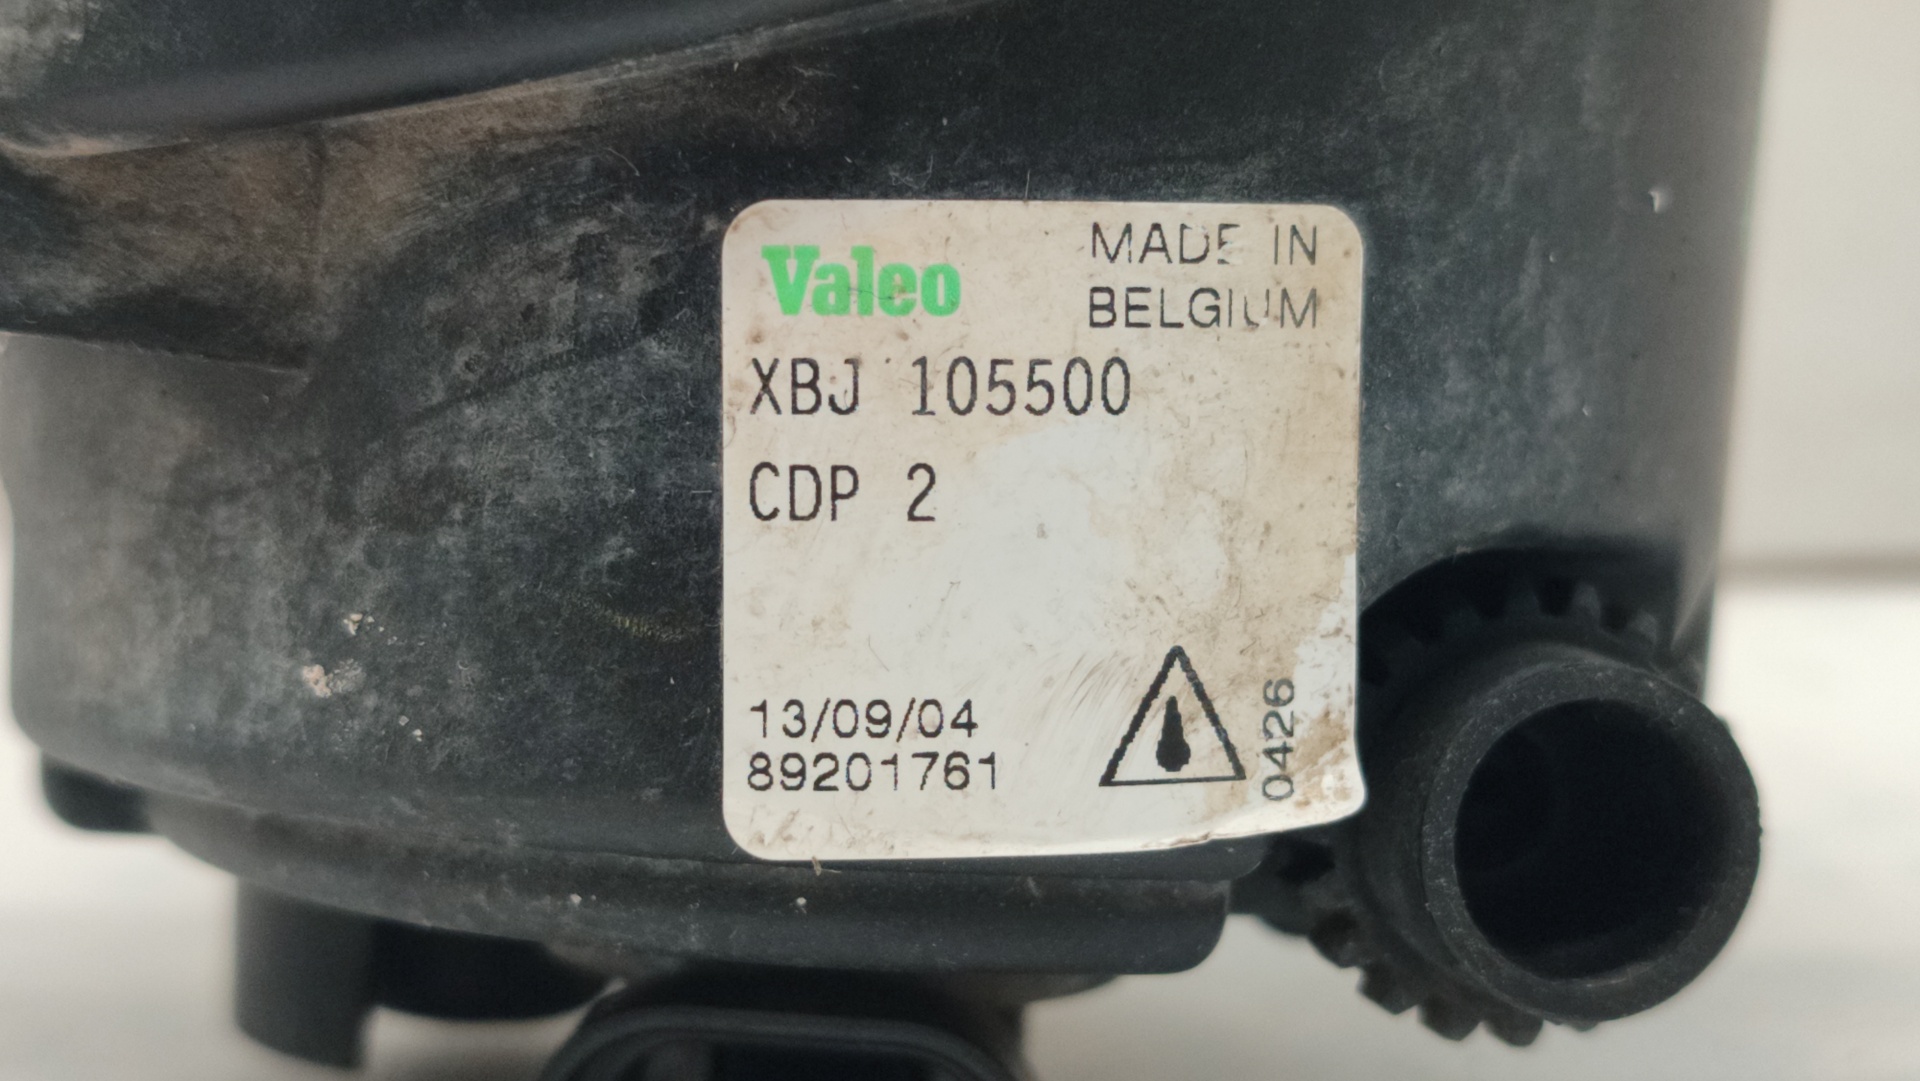 Valeo
MADE IN
BELGIUM
XBJ 105500
CDP 2
13/09/04
89201761
0426